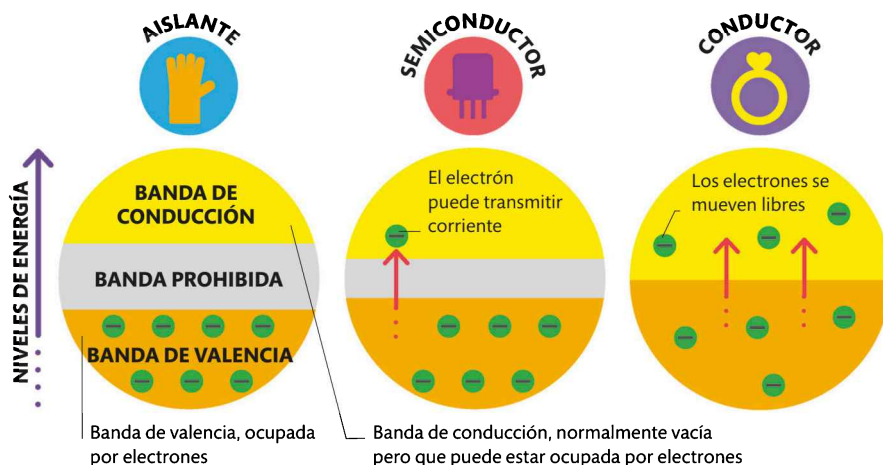 AISLANTE
SEMICONDUCTOR
CONDUCTOR
NIVELES DE ENERGÍA
BANDA DE
CONDUCCIÓN
BANDA PROHIBIDA
BANDA DE VALENCIA
El electrón
puede transmitir
corriente
Los electrones se
mueven libres
Banda de valencia, ocupada
por electrones
Banda de conducción, normalmente vacía
pero que puede estar ocupada por electrones